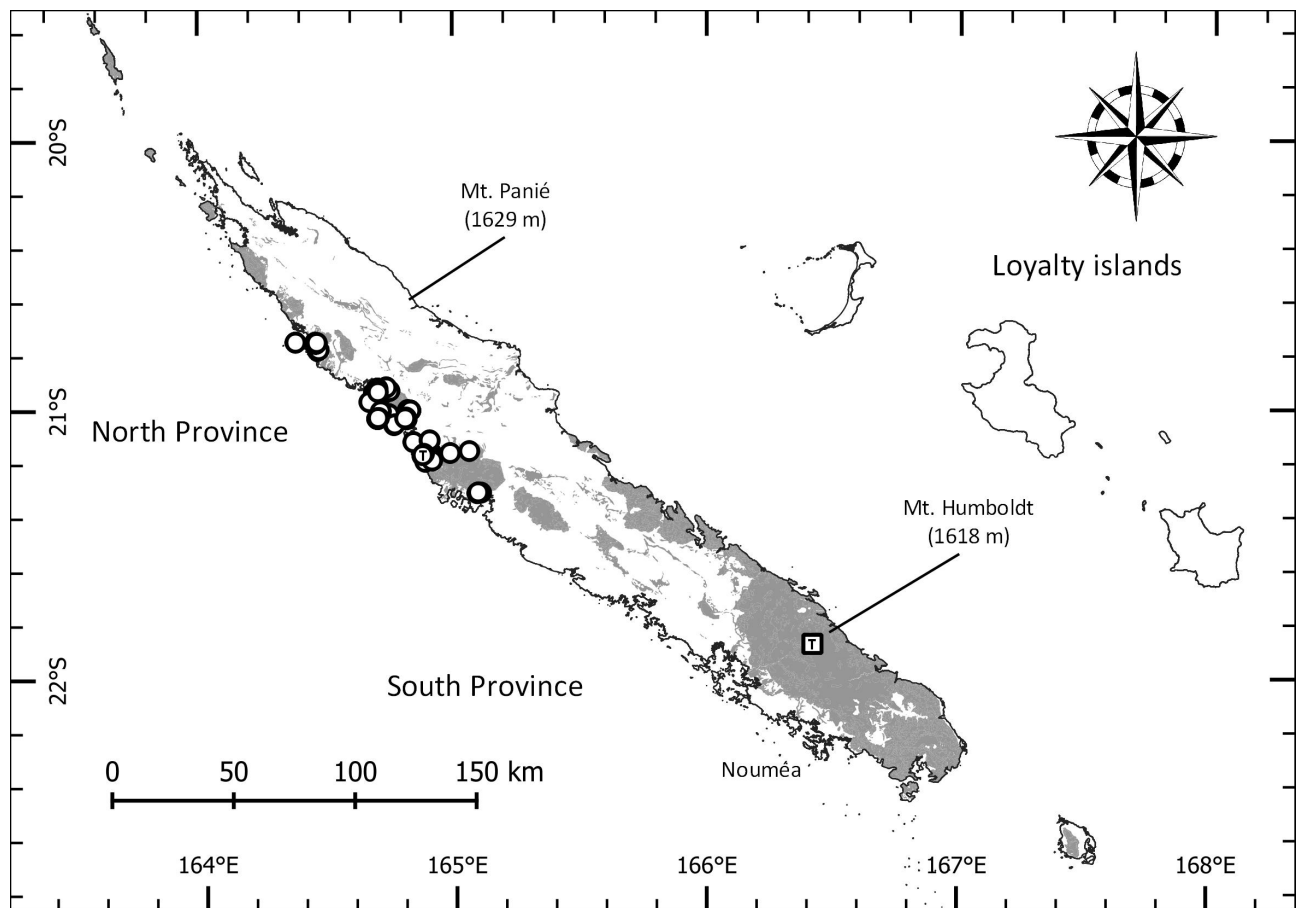 20°S
Mt. Panié
(1629 m)
Loyalty islands
21°S
North Province
T
Mt. Humboldt
(1618 m)
T
22°S
South Province
0 50 100 150 km
Nouméa
164°E 165°E 166°E 167°E 168°E